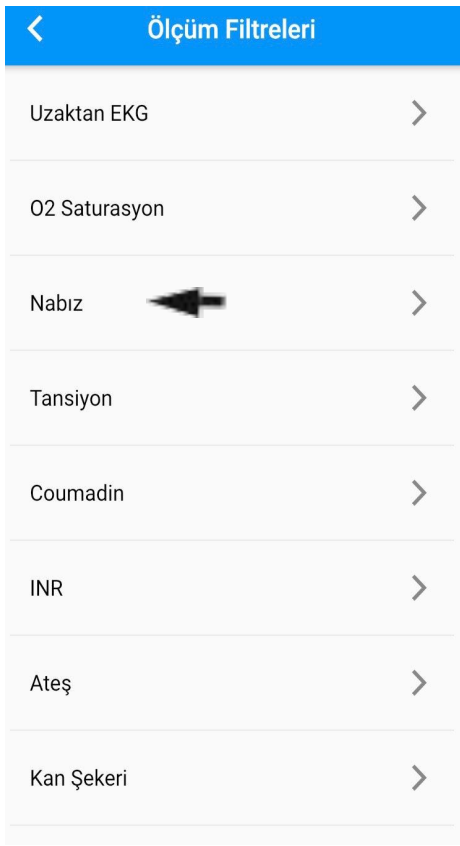 Ölçüm Filtreleri
Uzaktan EKG
O2 Saturasyon
Nabız
Tansiyon
Coumadin
INR
Ateş
Kan Şekeri